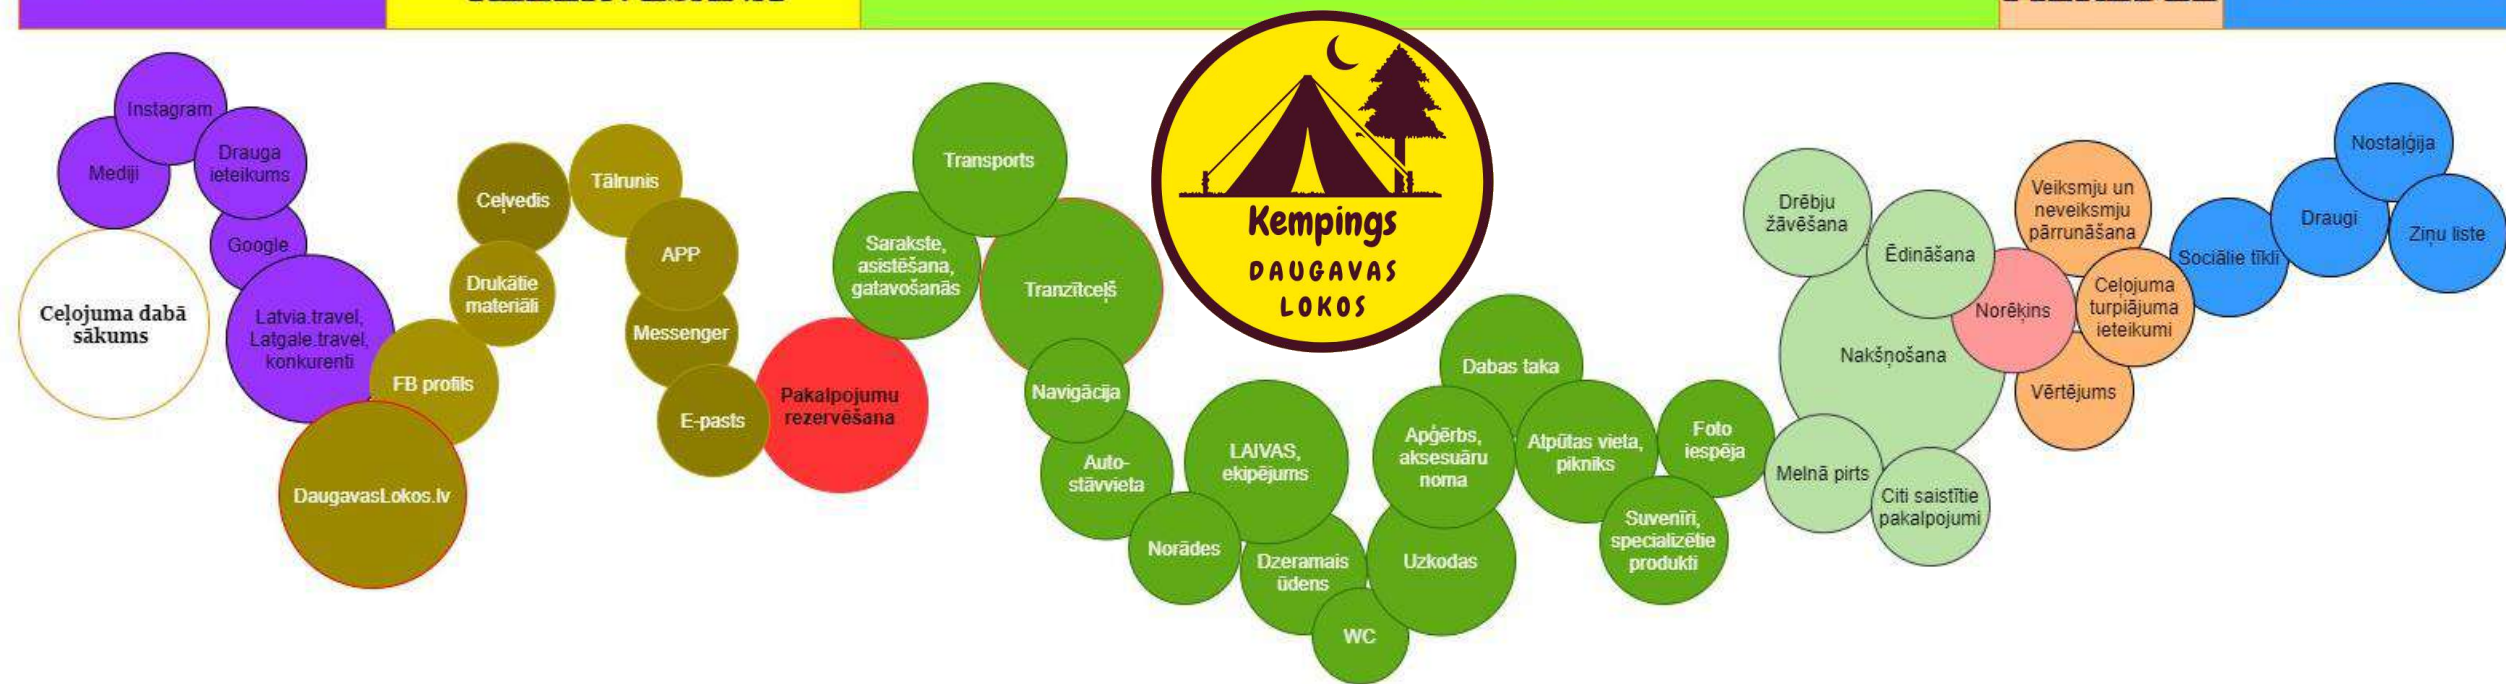 Ceļojuma dabā
sākums
Mediji
Instagram
Drauga
ieteikums
Google
Latvia.travel,
Latgale.travel,
konkurenti
FB profils
DaugavasLokos.lv
Drukātie
materiāli
Ceļvedis
Tālrunis
APP
Messenger
E-pasts
Pakalpojumu
rezervēšana
Sarakste,
asistēšana,
gatavošanās
Transports
Tranzītceļš
Navigācija
Auto-
stāvvieta
Norādes
LAIVAS,
ekipējums
Dzeramais
ūdens
WC
Uzkodas
Apģērbs,
aksesuāru
noma
Dabas taka
Atpūtas vieta,
pikniks
Suvenīri,
specializētie
produkti
Foto
iespēja
Kempings
DAUGAVAS
LOKOS
Drēbju
žāvēšana
Ēdināšana
Nakšņošana
Melnā pirts
Citi saistītie
pakalpojumi
Norēķins
Veiksmju un
neveiksmju
pārrunāšana
Ceļojuma
turpiājuma
ieteikumi
Vērtējums
Sociālie tīkli
Draugi
Nostaļģija
Ziņu liste